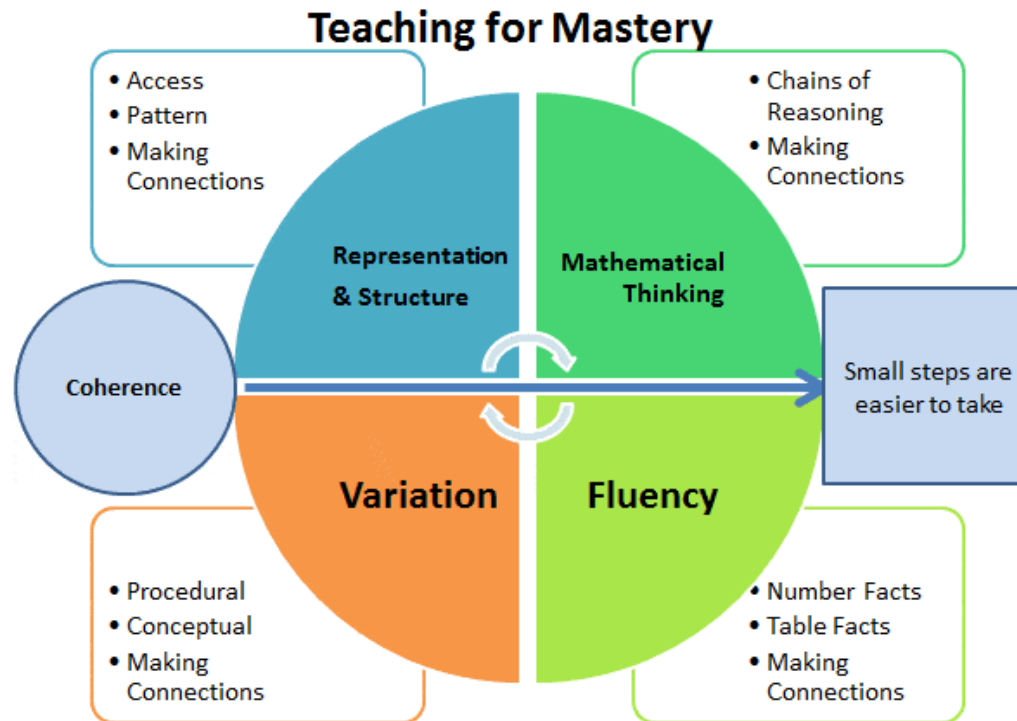 Teaching for Mastery
• Access
• Pattern
• Making
Connections
• Chains of
Reasoning
• Making
Connections
Representation
& Structure
Mathematical
Thinking
Coherence
Small steps are
easier to take
Variation
Fluency
• Procedural
• Conceptual
• Making
Connections
• Number Facts
• Table Facts
• Making
Connections